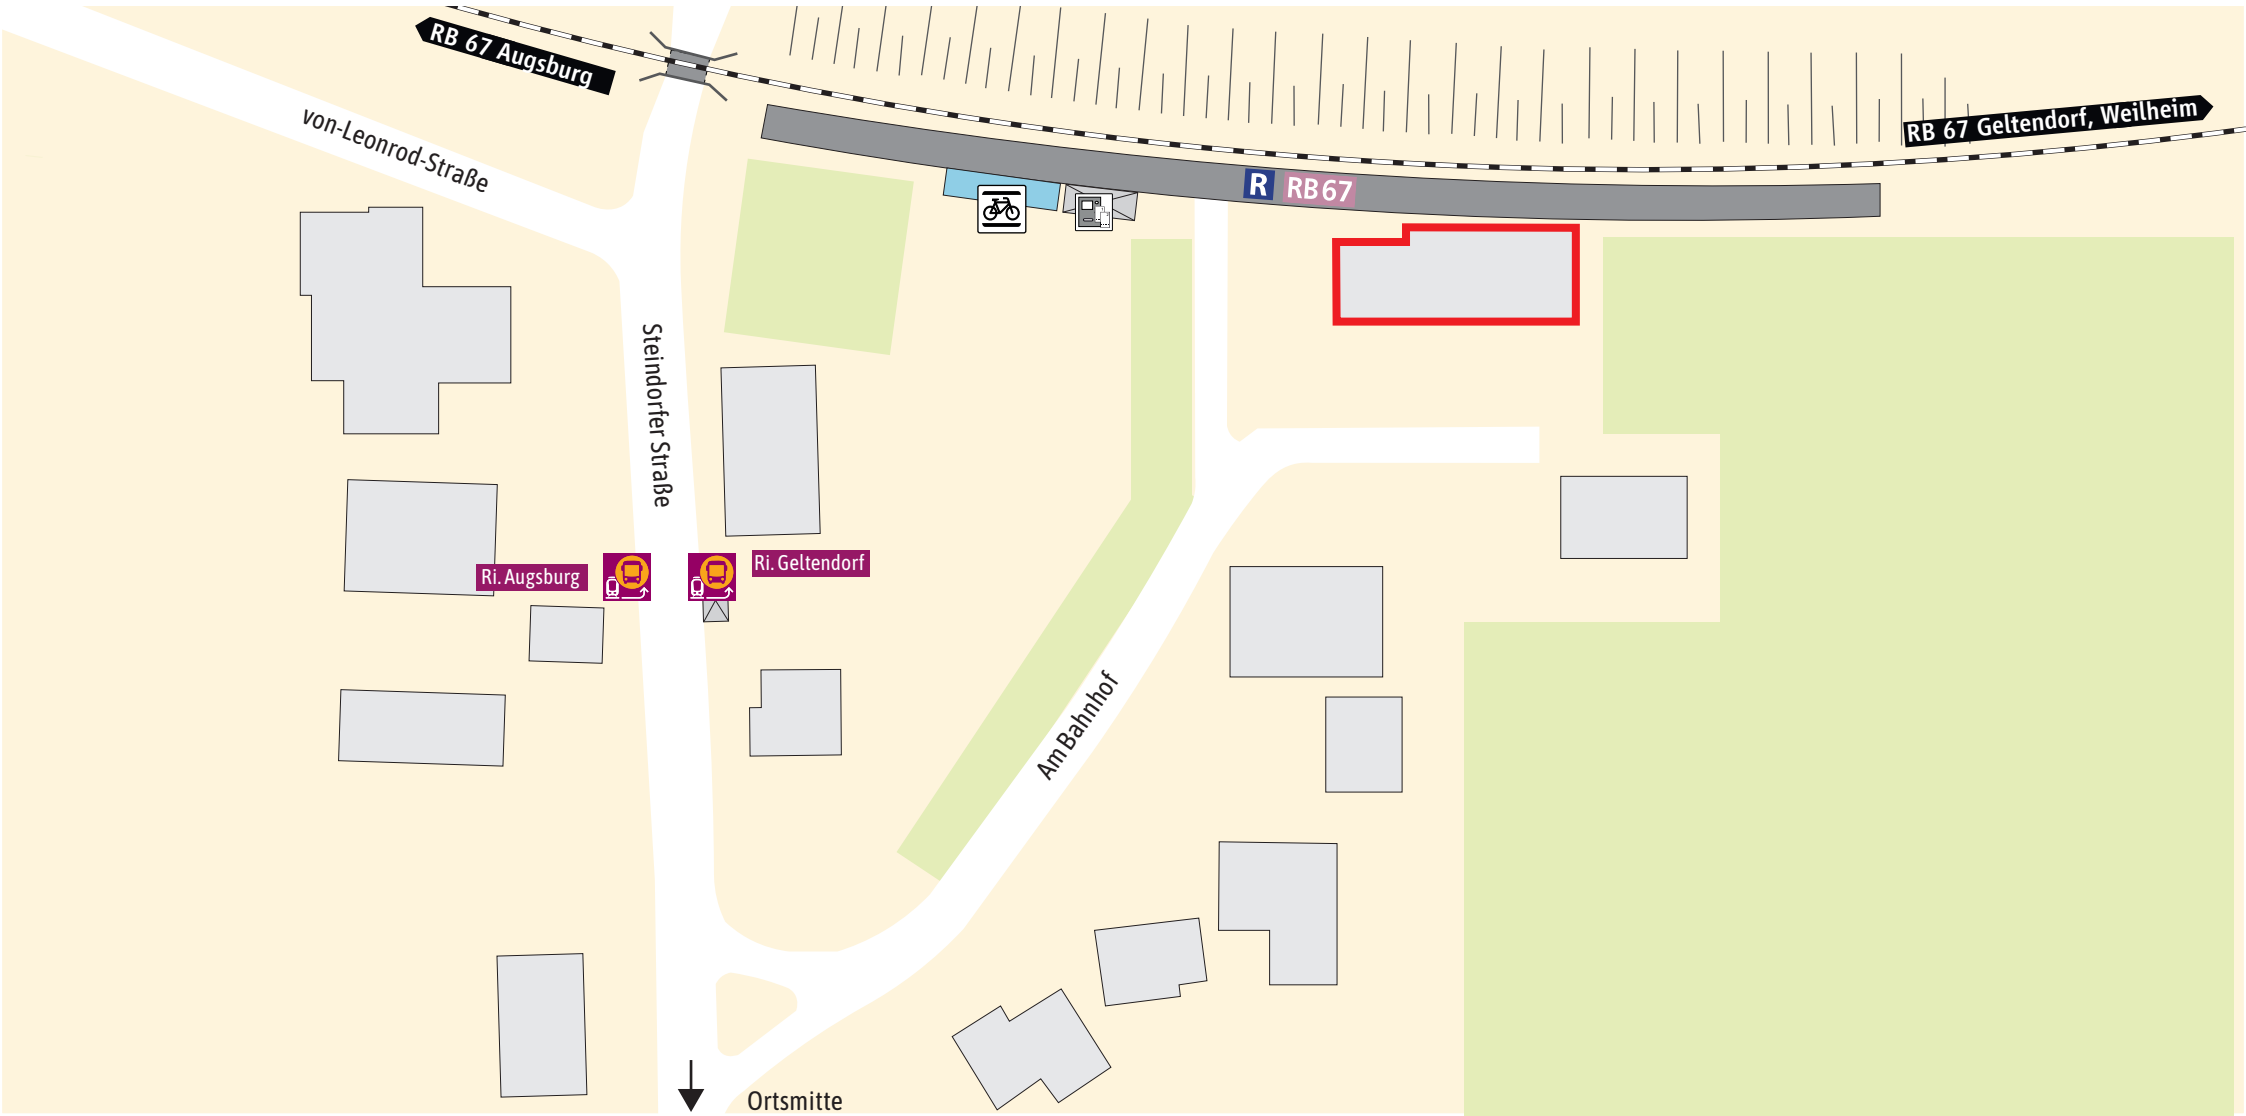 RB 67 Augsburg
RB 67 Geltendorf, Weilheim
von-Leonrod-Straße
R RB67
Steindorfer Straße
Ri. Augsburg
Ri. Geltendorf
Am Bahnhof
Ortsmitte